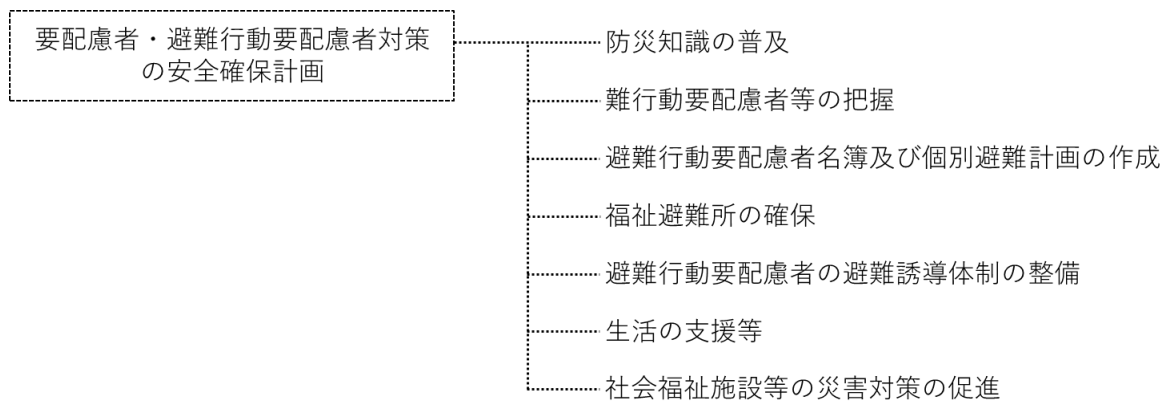 要配慮者・避難行動要配慮者対策
の安全確保計画
防災知識の普及
難行動要配慮者等の把握
避難行動要配慮者名簿及び個別避難計画の作成
福祉避難所の確保
避難行動要配慮者の避難誘導体制の整備
生活の支援等
社会福祉施設等の災害対策の促進